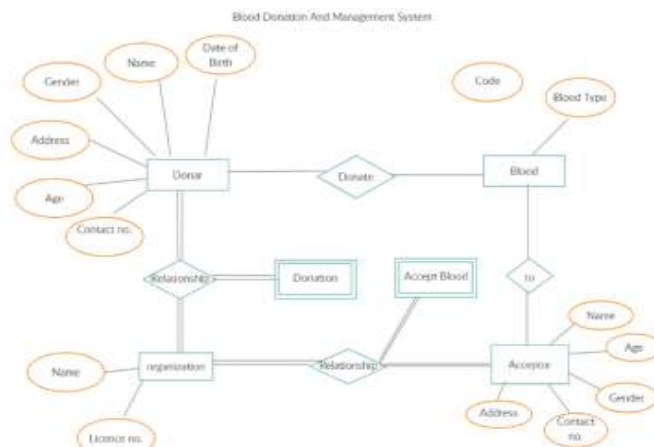 Blood Donation And Management System
Date of
Birth
Name
Gender
Code
Blood Type
Address
Donar
Donate
Blood
Age
Contact no.
Relationship
Donation
Accept Blood
to
Name
Age
Name
organization
Relationship
Acceptor
Gender
Address
Contact
no.
Licence no.